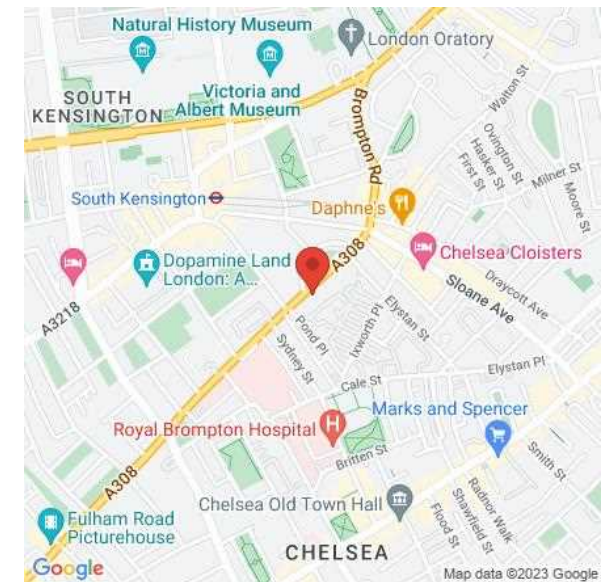 Natural History Museum
London Oratory
Victoria and
Albert Museum
SOUTH
KENSINGTON
Brompton Rd
Walton St
Ovington St
Hasker St
First St
Milner St
Moore St
South Kensington
Daphne's
A308
Chelsea Cloisters
Dopamine Land
London: A...
A3218
Draycott Ave
Sloane Ave
Elystan St
Ixworth Pl
Pond Pl
Sydney St
Elystan Pl
Cale St
Marks and Spencer
Royal Brompton Hospital
Britten St
Smith St
A308
Chelsea Old Town Hall
Radnor Walk
Shawfield St
Flood St
Fulham Road
Picturehouse
CHELSEA
Google
Map data ©2023 Google